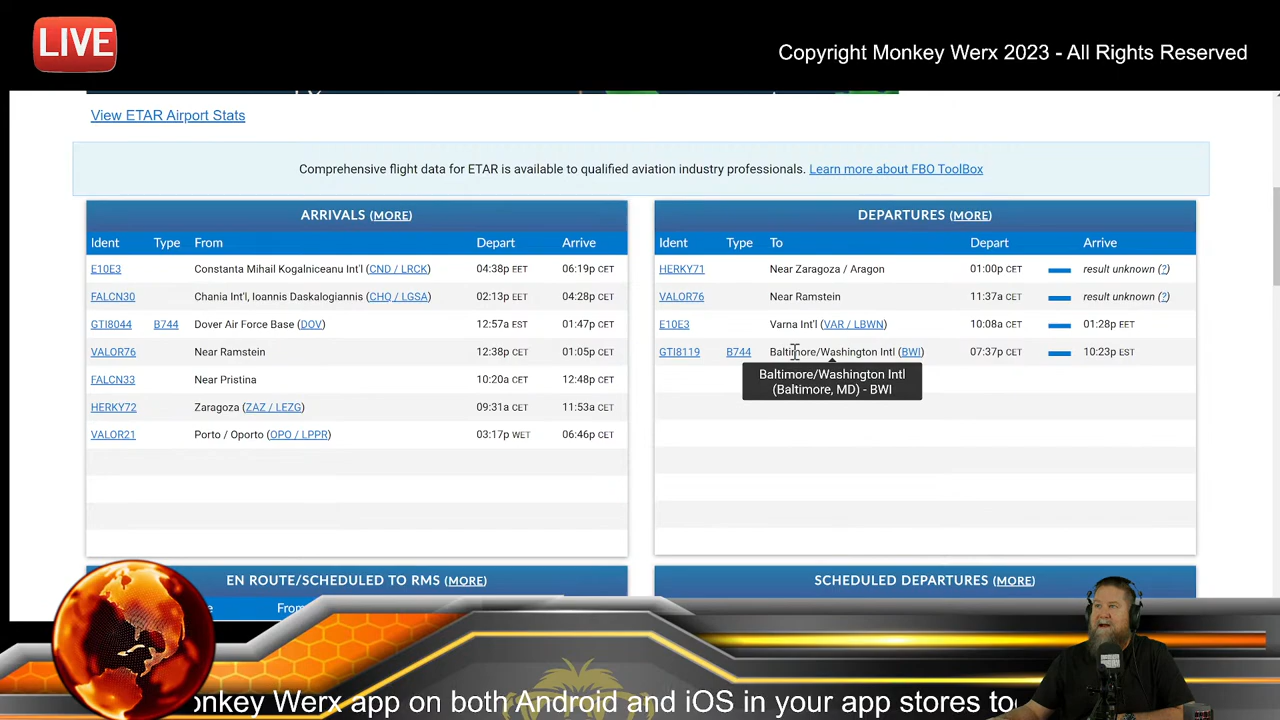 LIVE
Copyright Monkey Werx 2023 - All Rights Reserved
View ETAR Airport Stats
Comprehensive flight data for ETAR is available to qualified aviation industry professionals. Learn more about FBO ToolBox
ARRIVALS (MORE)
Ident Type From Depart Arrive
E10E3 Constanta Mihail Kogalniceanu Int'l (CND / LRCK) 04:38p EET 06:19p CET
FALCN30 Chania Int'l, Ioannis Daskalogiannis (CHQ / LGSA) 02:13p EET 04:28p CET
GTI8044 B744 Dover Air Force Base (DOV) 12:57a EST 01:47p CET
VALOR76 Near Ramstein 12:38p CET 01:05p CET
FALCN33 Near Pristina 10:20a CET 12:48p CET
HERKY72 Zaragoza (ZAZ / LEZG) 09:31a CET 11:53a CET
VALOR21 Porto / Oporto (OPO / LPPR) 03:17p WET 06:46p CET
DEPARTURES (MORE)
Ident Type To Depart Arrive
HERKY71 Near Zaragoza / Aragon 01:00p CET result unknown (?)
VALOR76 Near Ramstein 11:37a CET result unknown (?)
E10E3 Varna Int'l (VAR / LBWN) 10:08a CET 01:28p EET
GTI8119 B744 Baltimore/Washington Intl (BWI) 07:37p CET 10:23p EST
Baltimore/Washington Intl
(Baltimore, MD) - BWI
EN ROUTE/SCHEDULED TO RMS (MORE)
SCHEDULED DEPARTURES (MORE)
onkey Werx app on both Android and iOS in your app stores to